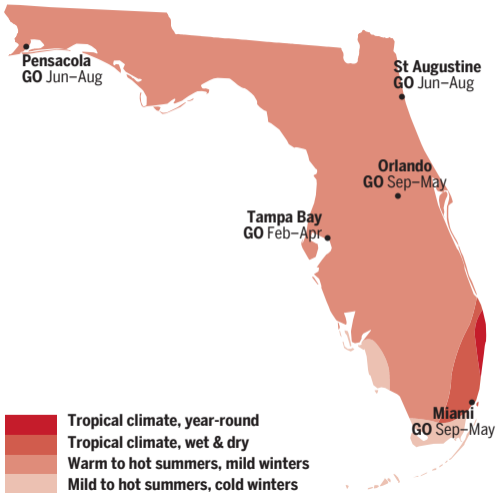 Pensacola
GO Jun–Aug
St Augustine
GO Jun–Aug
Orlando
GO Sep–May
Tampa Bay
GO Feb–Apr
Miami
GO Sep–May
Tropical climate, year-round
Tropical climate, wet & dry
Warm to hot summers, mild winters
Mild to hot summers, cold winters